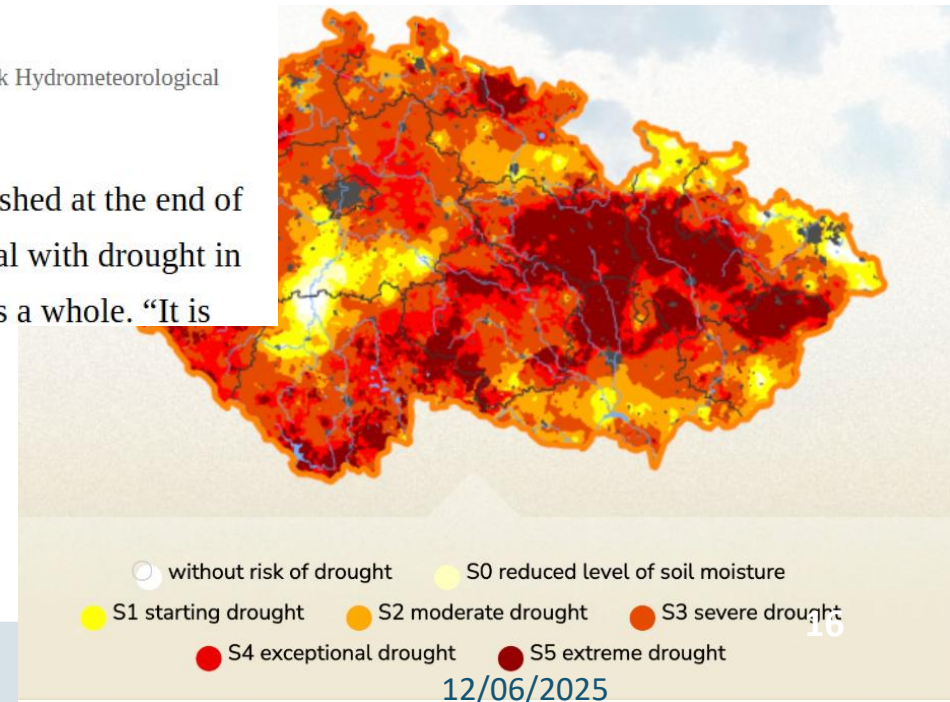 k Hydrometeorological
shed at the end of
al with drought in
s a whole. “It is
without risk of drought
S0 reduced level of soil moisture
S1 starting drought
S2 moderate drought
S3 severe drought
16
S4 exceptional drought
S5 extreme drought
12/06/2025